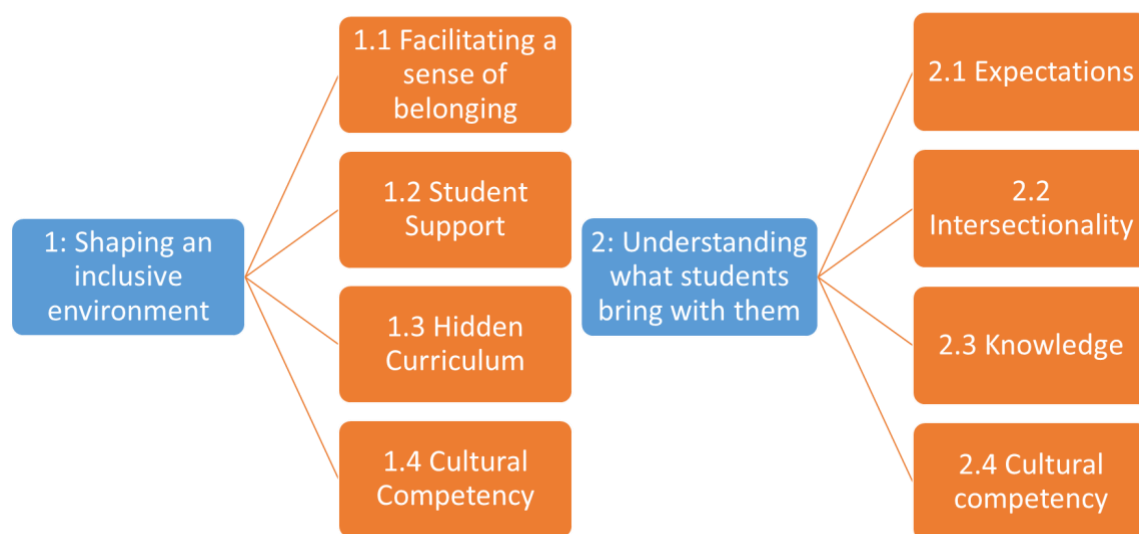 1: Shaping an
inclusive
environment
1.1 Facilitating a
sense of
belonging
1.2 Student
Support
1.3 Hidden
Curriculum
1.4 Cultural
Competency
2: Understanding
what students
bring with them
2.1 Expectations
2.2
Intersectionality
2.3 Knowledge
2.4 Cultural
competency